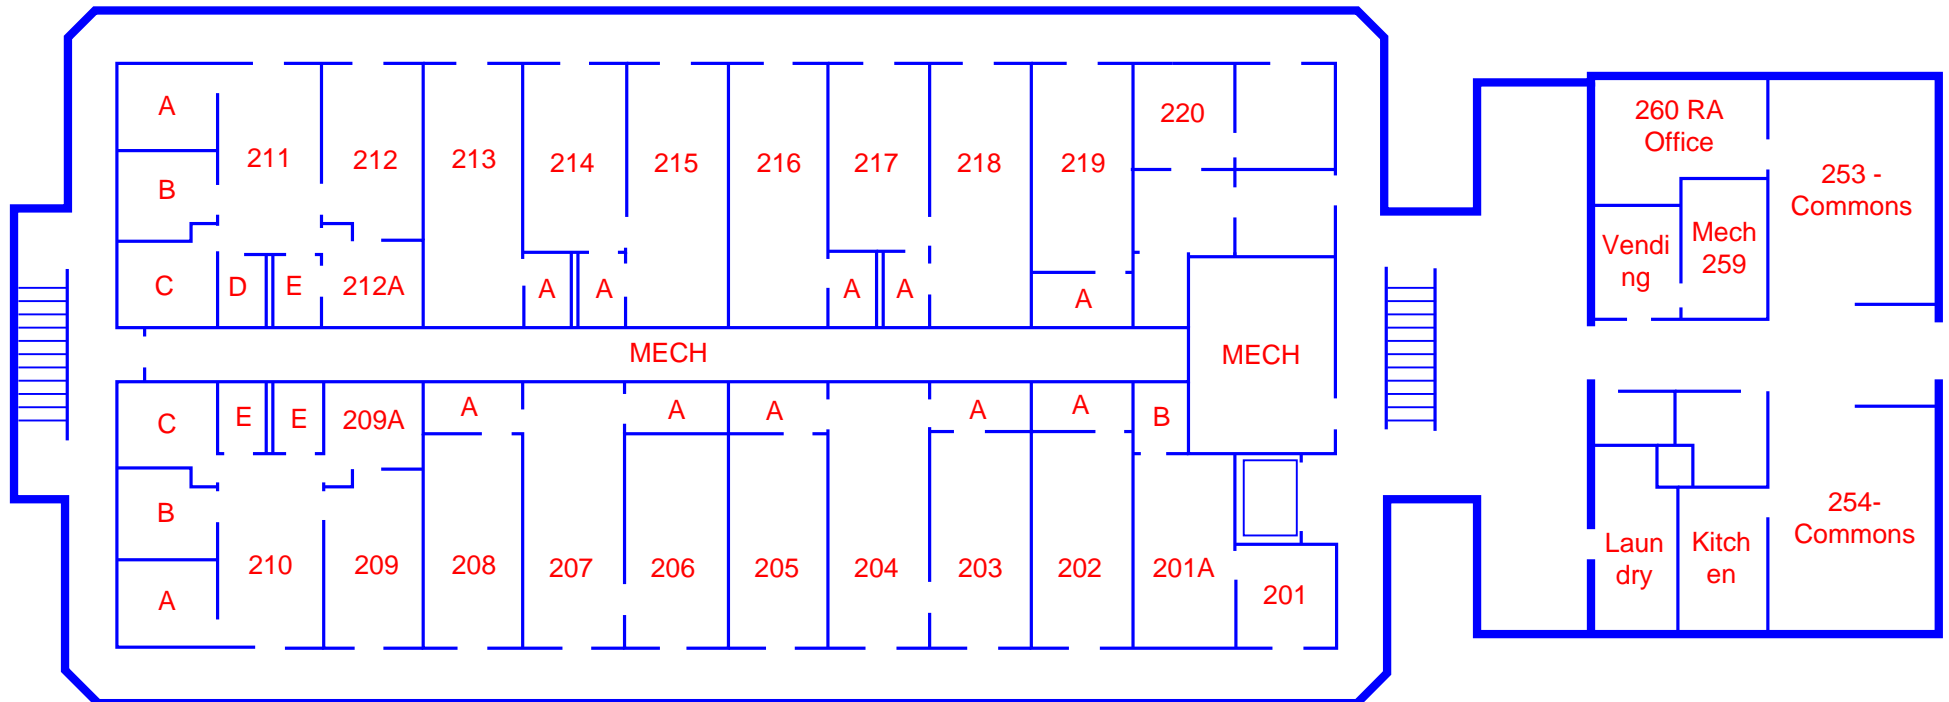 A
B
C
211
D
E
212
212A
213
214
A
A
215
216
217
A
A
218
219
A
220
MECH
MECH
C
B
A
E
E
210
209A
209
A
208
207
A
206
A
205
204
A
203
A
202
B
201A
201
260 RA
Office
253 -
Commons
Vendi
ng
Mech
259
254-
Commons
Laun
dry
Kitch
en